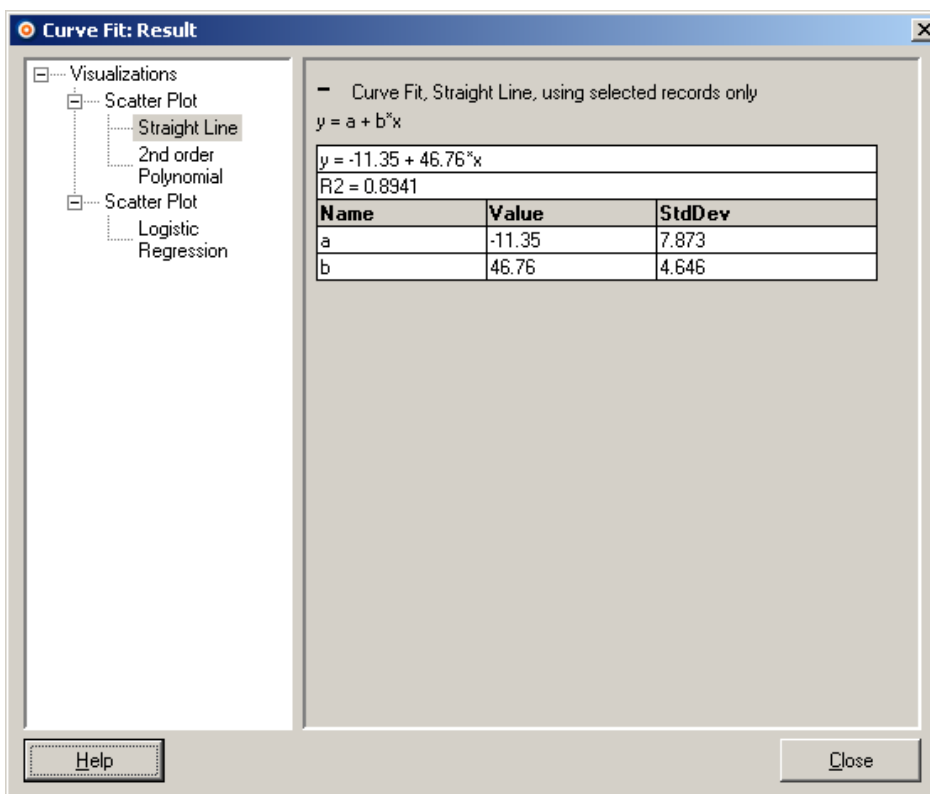 Curve Fit: Result
Visualizations
Scatter Plot
Straight Line
2nd order
Polynomial
Scatter Plot
Logistic
Regression
Curve Fit, Straight Line, using selected records only
y = a + b*x
y = -11.35 + 46.76*x
R2 = 0.8941
Name Value StdDev
a -11.35 7.873
b 46.76 4.646
Help Close